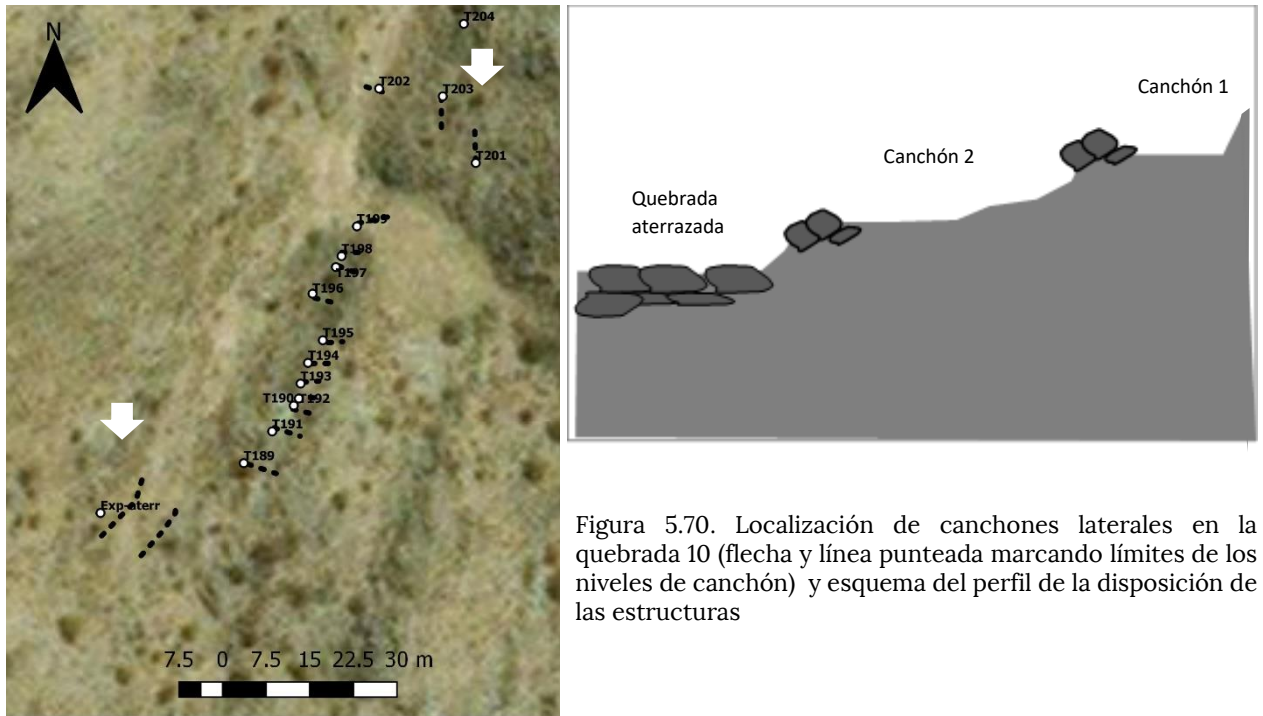 N
T204
T202
T203
T201
T199
T198
T197
T196
T195
T194
T193
T190 T192
T191
T189
Exp-aterr
7.5 0 7.5 15 22.5 30 m
Canchón 1
Canchón 2
Quebrada
aterrazada
Figura 5.70. Localización de canchones laterales en la
quebrada 10 (flecha y línea punteada marcando límites de los
niveles de canchón) y esquema del perfil de la disposición de
las estructuras